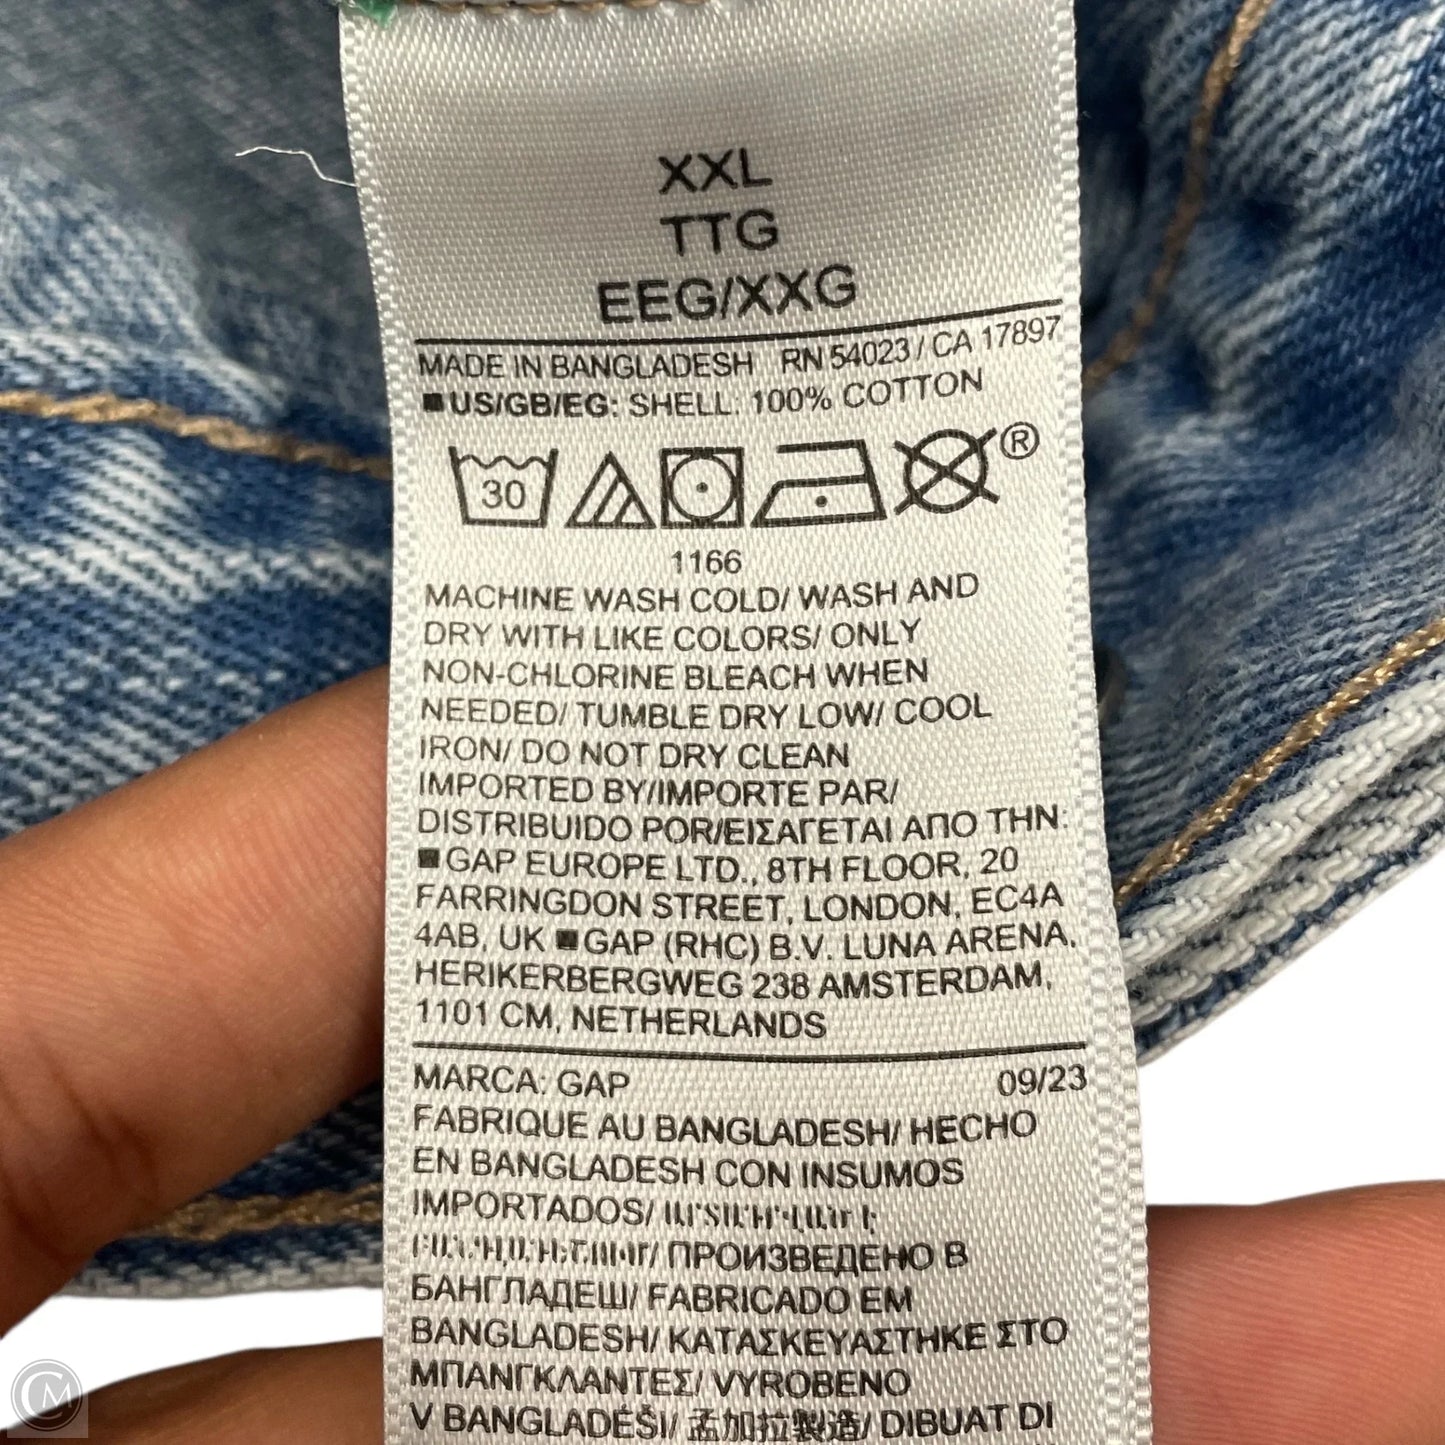 XXL
TTG
EEG/XXG
MADE IN BANGLADESH RN 54023 / CA 17897
■US/GB/EG: SHELL: 100% COTTON
30 ®
1166
MACHINE WASH COLD/ WASH AND
DRY WITH LIKE COLORS/ ONLY
NON-CHLORINE BLEACH WHEN
NEEDED/ TUMBLE DRY LOW/ COOL
IRON/ DO NOT DRY CLEAN
IMPORTED BY/IMPORTE PAR/
DISTRIBUIDO POR/ΕΙΣΑΓΕΤΑΙ ΑΠΟ ΤΗΝ:
■GAP EUROPE LTD., 8TH FLOOR, 20
FARRINGDON STREET, LONDON, EC4A
4AB, UK ■GAP (RHC) B.V. LUNA ARENA,
HERIKERBERGWEG 238 AMSTERDAM,
1101 CM, NETHERLANDS
MARCA: GAP 09/23
FABRIQUE AU BANGLADESH/ HECHO
EN BANGLADESH CON INSUMOS
IMPORTADOS/
/ ПРОИЗВЕДЕНО В
БАНГЛАДЕШ/ FABRICADO EM
BANGLADESH/ ΚΑΤΑΣΚΕΥΑΣΤΗΚΕ ΣΤΟ
ΜΠΑΝΓΚΛΑΝΤΕΣ/ VYROBENO
V BANGLADÉŠI/ 孟加拉製造/ DIBUAT DI
CM